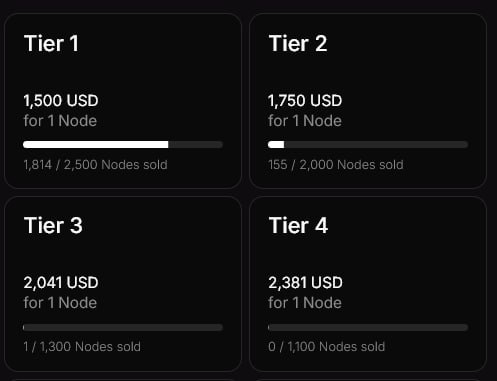 Tier 1
1,500 USD
for 1 Node
1,814 / 2,500 Nodes sold
Tier 2
1,750 USD
for 1 Node
155 / 2,000 Nodes sold
Tier 3
2,041 USD
for 1 Node
1 / 1,300 Nodes sold
Tier 4
2,381 USD
for 1 Node
0 / 1,100 Nodes sold